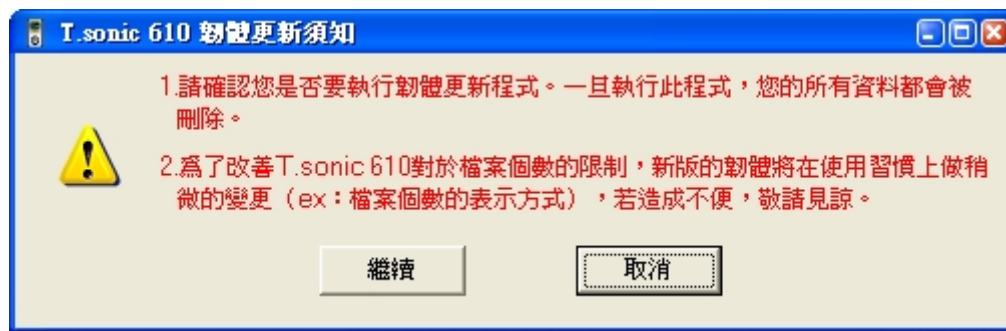 T.sonic 610 韌體更新須知
1.請確認您是否要執行韌體更新程式。一旦執行此程式，您的所有資料都會被
刪除。
2.為了改善T.sonic 610對於檔案個數的限制，新版的韌體將在使用習慣上做稍
微的變更（ex：檔案個數的表示方式），若造成不便，敬請見諒。
繼續
取消